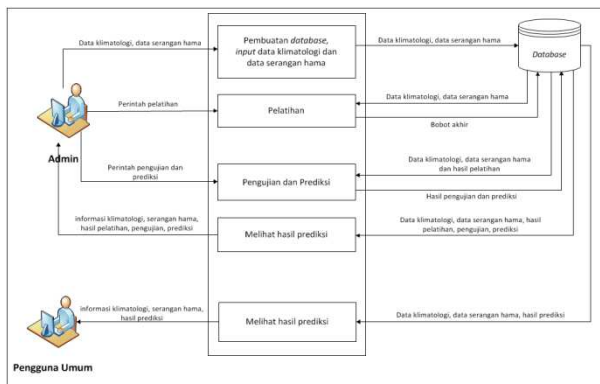 Data klimatologi, data serangan hama
Pembuatan database,
input data klimatologi dan
data serangan hama
Data klimatologi, data serangan hama
Database
Admin
Perintah pelatihan
Pelatihan
Data klimatologi, data serangan hama
Bobot akhir
Perintah pengujian dan
prediksi
Pengujian dan Prediksi
Data klimatologi, data serangan hama
dan hasil pelatihan
Hasil pengujian dan prediksi
informasi klimatologi, serangan hama,
hasil pelatihan, pengujian, prediksi
Melihat hasil prediksi
Data klimatologi, data serangan hama, hasil
pelatihan, pengujian, prediksi
informasi klimatologi, serangan hama,
hasil prediksi
Melihat hasil prediksi
Data klimatologi, data serangan hama, hasil prediksi
Pengguna Umum